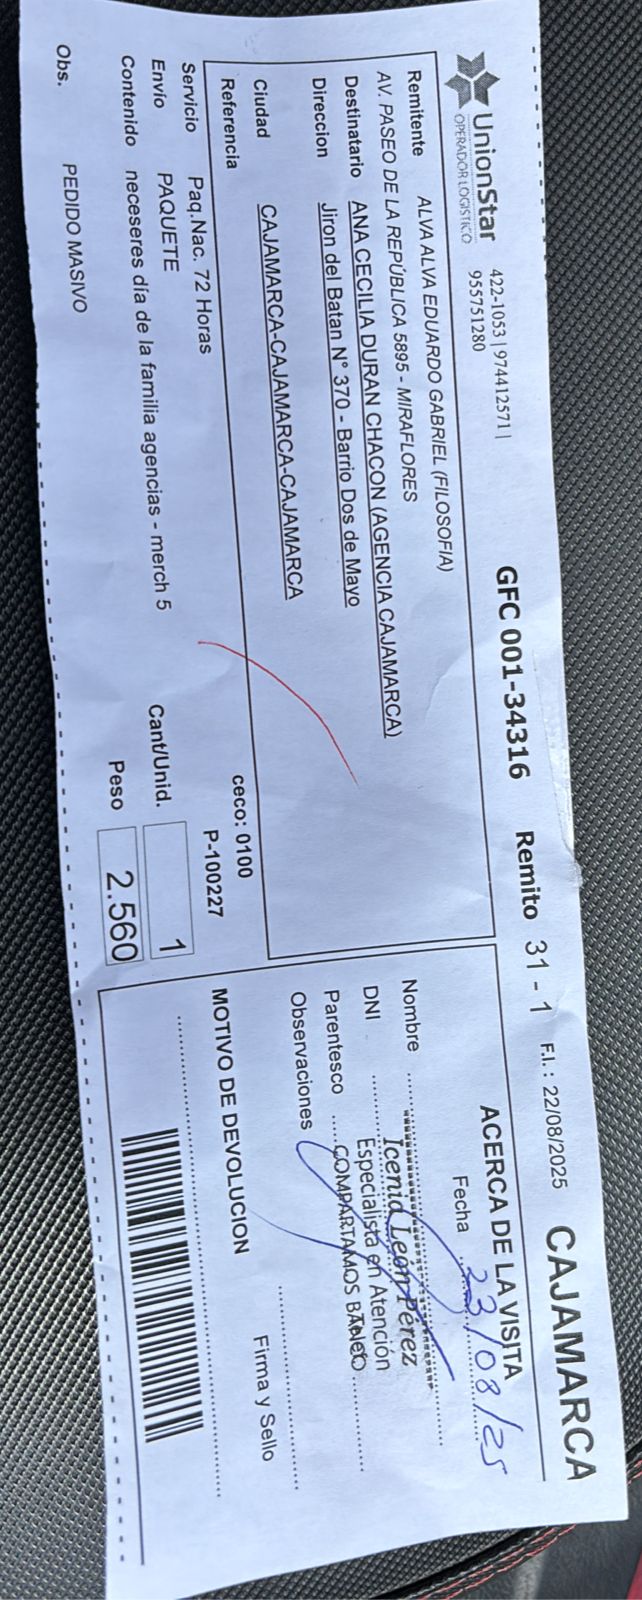 UnionStar
OPERADOR LOGÍSTICO
422-1053 | 974412571 |
955751280
GFC 001-34316 Remito 31 - 1 F.I. : 22/08/2025 CAJAMARCA
Remitente ALVA ALVA EDUARDO GABRIEL (FILOSOFIA)
AV. PASEO DE LA REPÚBLICA 5895 - MIRAFLORES
Destinatario ANA CECILIA DURAN CHACON (AGENCIA CAJAMARCA)
Direccion Jiron del Batan N° 370 - Barrio Dos de Mayo
Ciudad CAJAMARCA-CAJAMARCA-CAJAMARCA
Referencia
ceco: 0100
Servicio Paq.Nac. 72 Horas P-100227
Envío PAQUETE Cant/Unid. 1
Contenido neceseres día de la familia agencias - merch 5 Peso 2.560
Obs. PEDIDO MASIVO
ACERCA DE LA VISITA
Fecha 23/08/25
Nombre
Icenia León Pérez
DNI
Especialista en Atención
Parentesco
COMPARTAMOS BANCO
Observaciones
Firma y Sello
MOTIVO DE DEVOLUCION